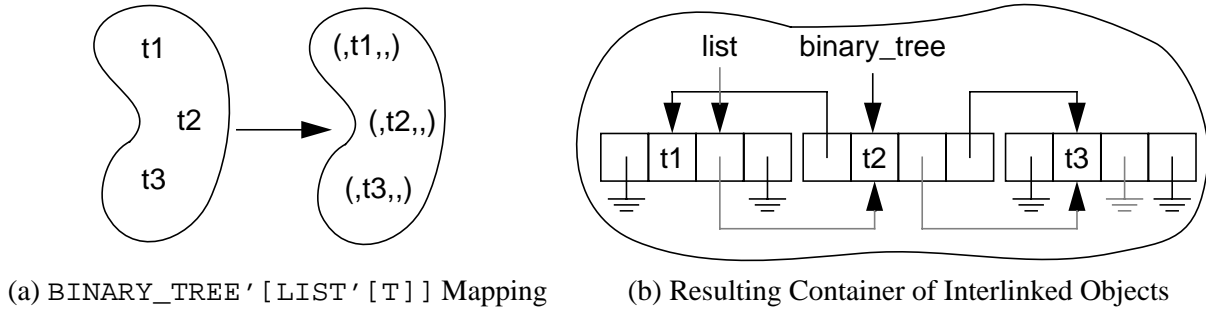 t1
t2
t3
(,t1,,)
(,t2,,)
(,t3,,)
(a) BINARY_TREE’[LIST’[T]] Mapping
list binary_tree
t1 t2 t3
(b) Resulting Container of Interlinked Objects